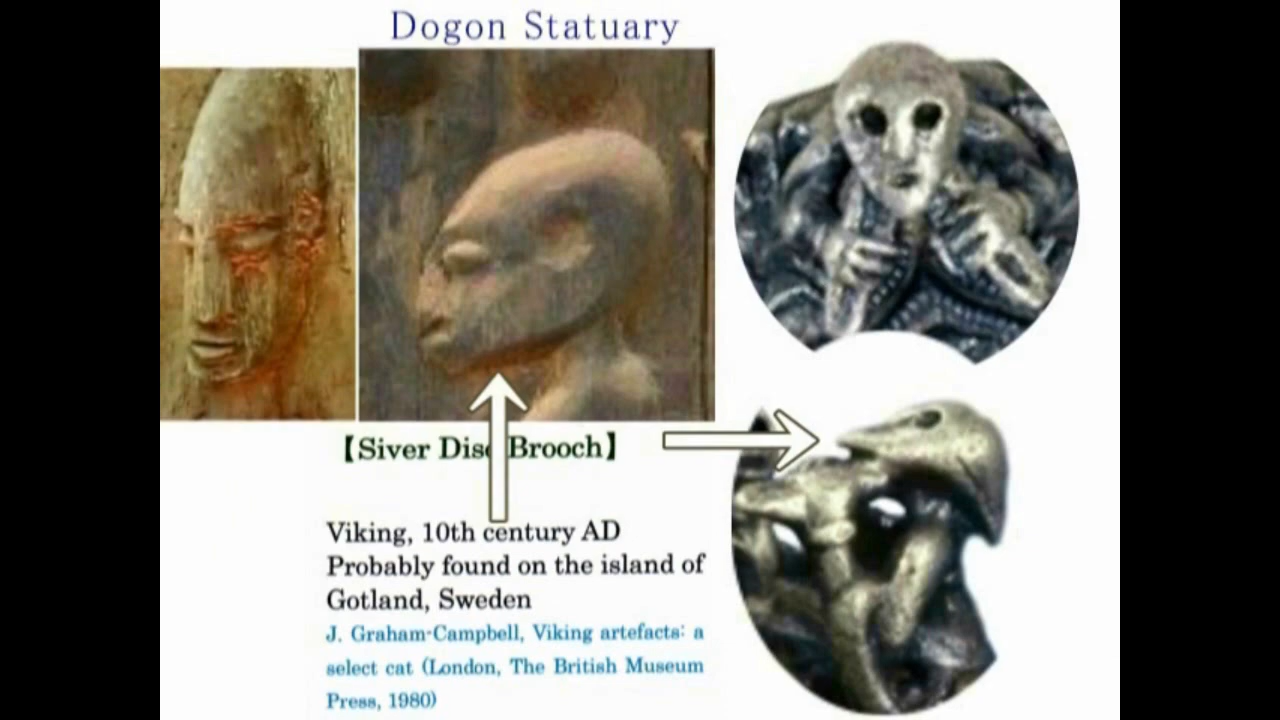 Dogon Statuary
【Siver Disc Brooch】
Viking, 10th century AD
Probably found on the island of
Gotland, Sweden
J. Graham-Campbell, Viking artefacts: a
select cat (London, The British Museum
Press, 1980)